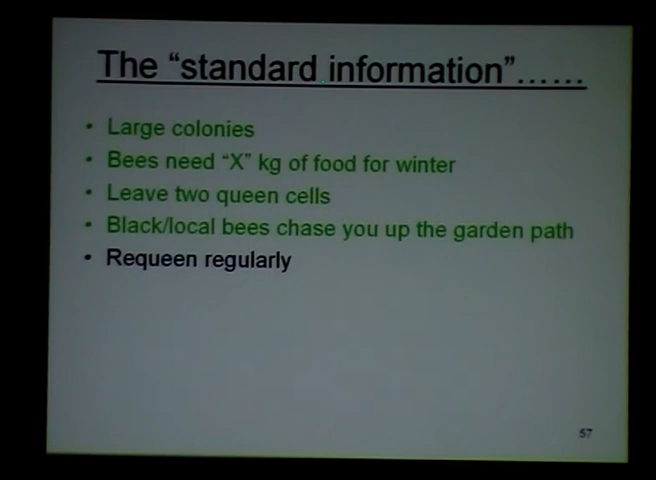 The “standard information”……
• Large colonies
• Bees need “X” kg of food for winter
• Leave two queen cells
• Black/local bees chase you up the garden path
• Requeen regularly
57